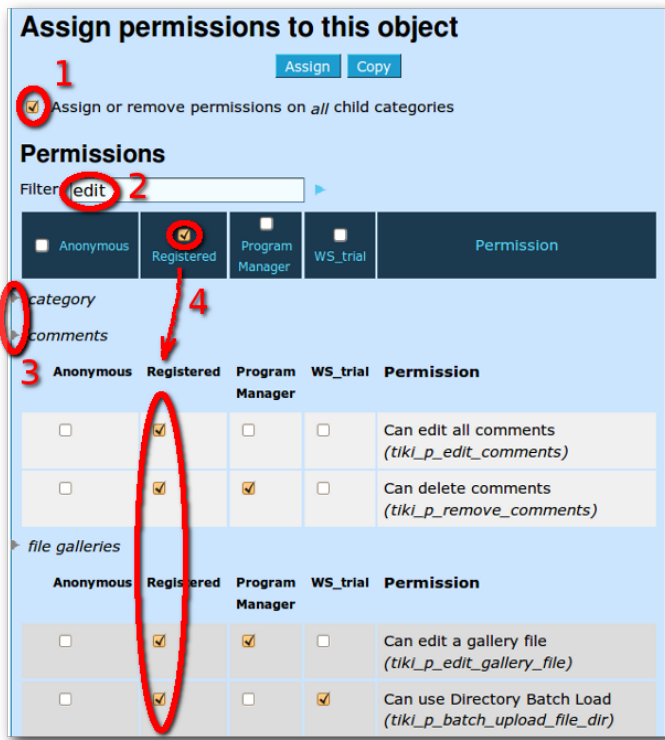 Assign permissions to this object
Assign Copy
1
Assign or remove permissions on all child categories
Permissions
Filter edit 2
Anonymous Registered Program Manager WS_trial Permission
category
4
comments
3
Anonymous Registered Program Manager WS_trial Permission
Can edit all comments
(tiki_p_edit_comments)
Can delete comments
(tiki_p_remove_comments)
file galleries
Anonymous Registered Program Manager WS_trial Permission
Can edit a gallery file
(tiki_p_edit_gallery_file)
Can use Directory Batch Load
(tiki_p_batch_upload_file_dir)